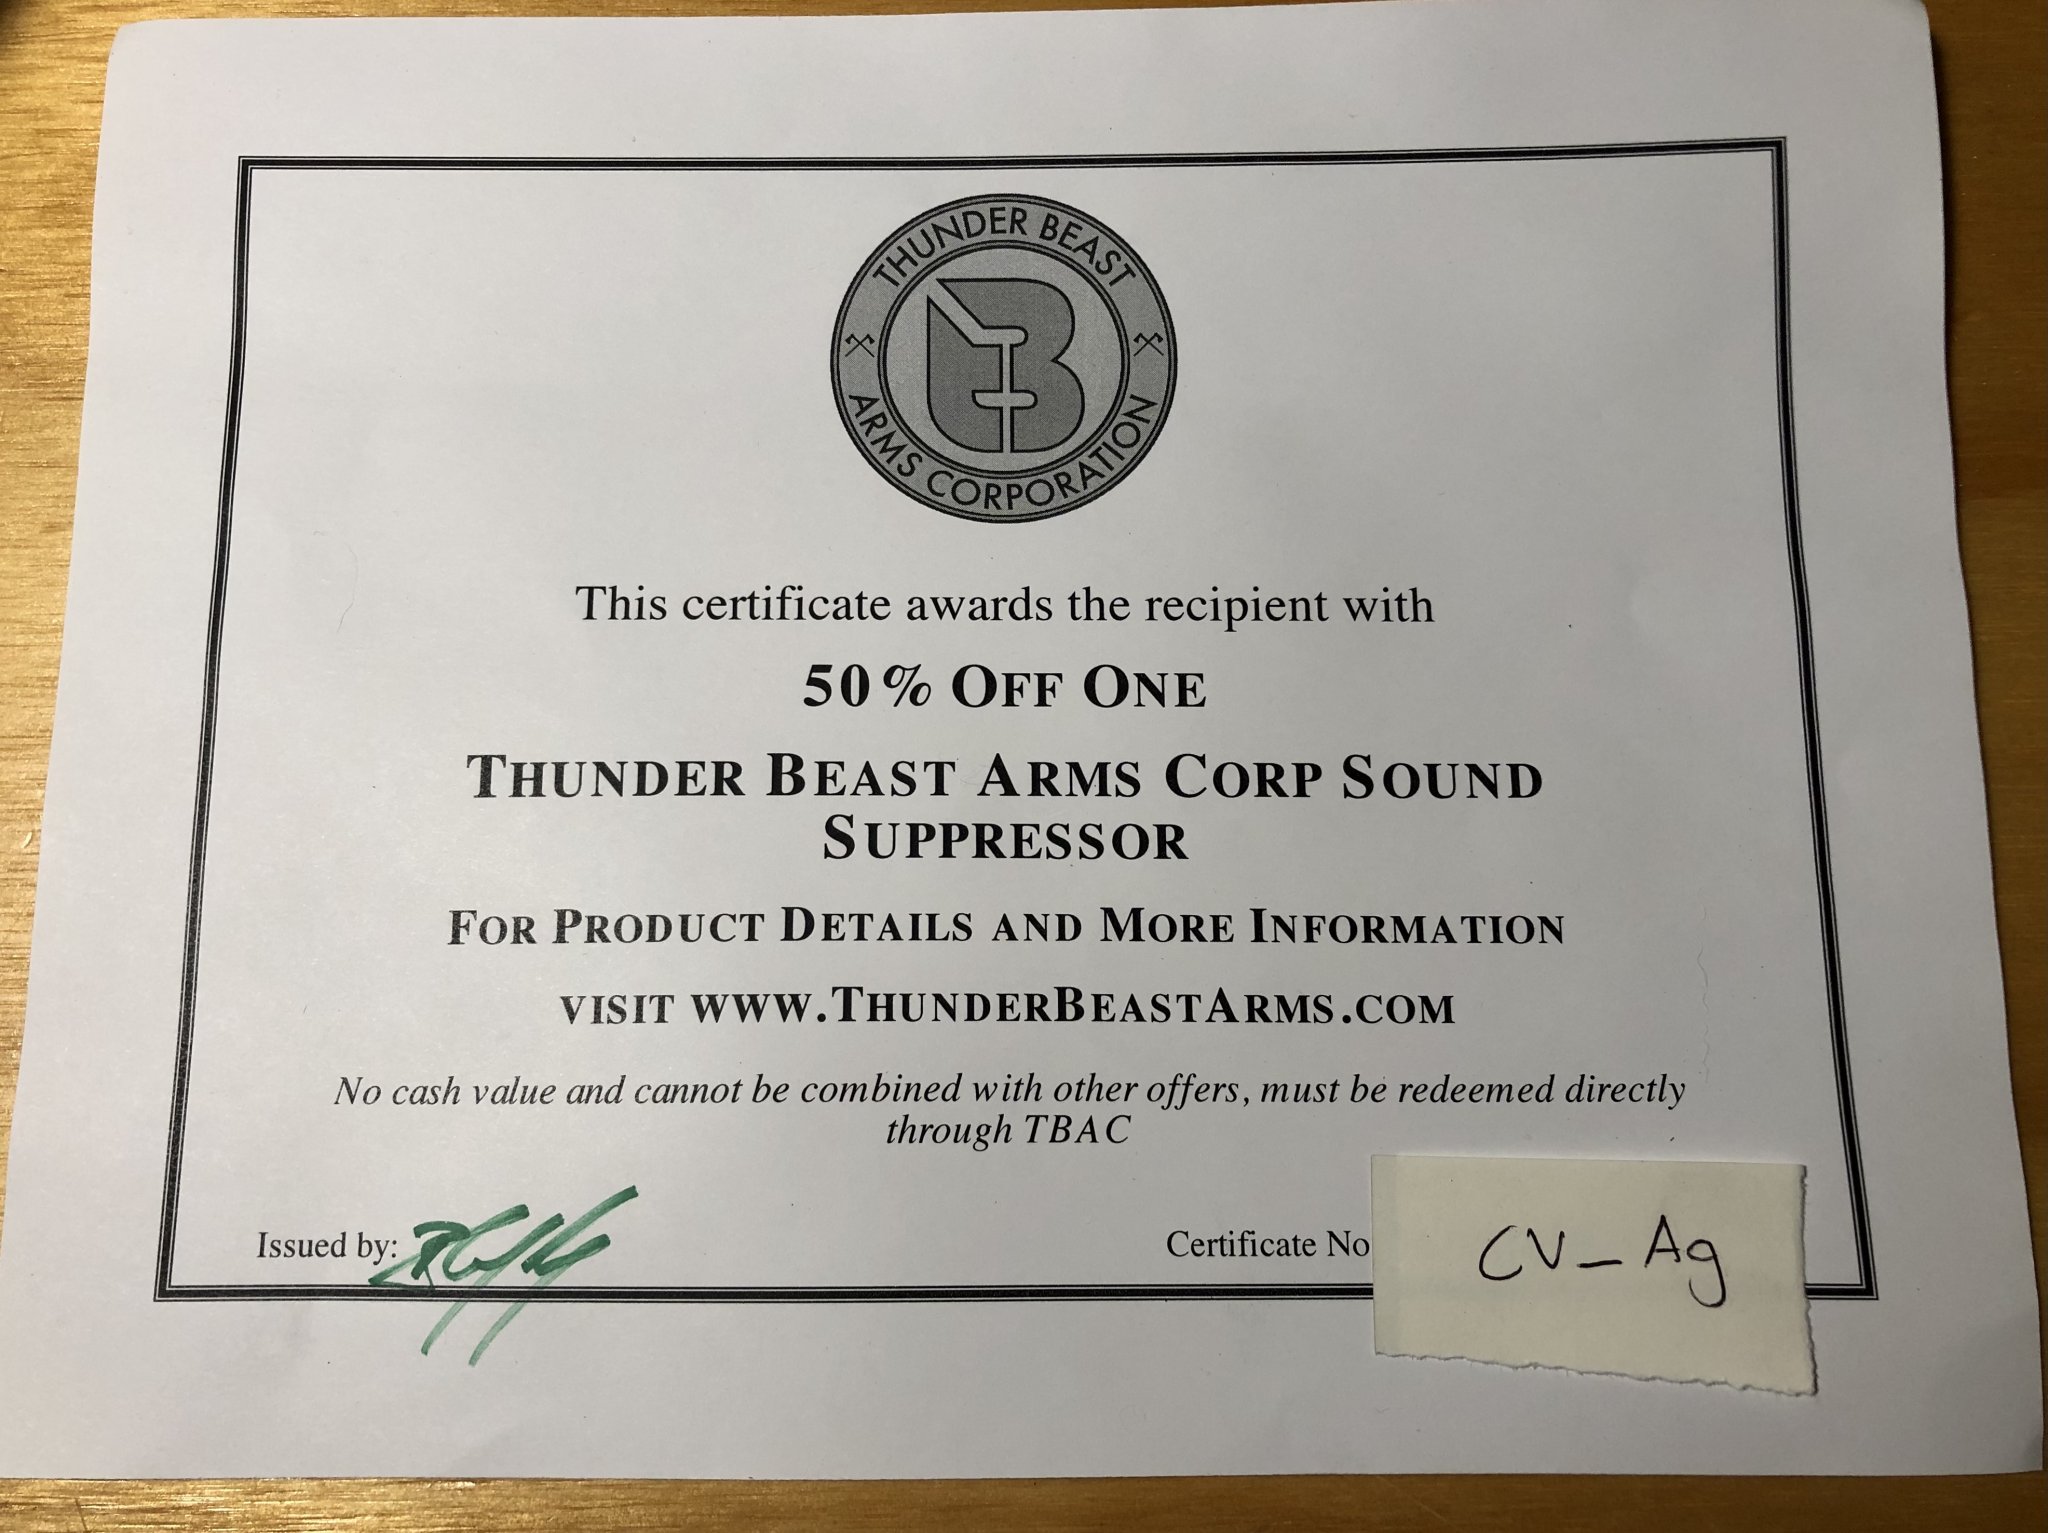 THUNDER BEAST
ARMS CORPORATION
This certificate awards the recipient with
50% OFF ONE
THUNDER BEAST ARMS CORP SOUND
SUPPRESSOR
FOR PRODUCT DETAILS AND MORE INFORMATION
VISIT WWW.THUNDERBEASTARMS.COM
No cash value and cannot be combined with other offers, must be redeemed directly
through TBAC
Issued by:
Certificate No
CV_Ag